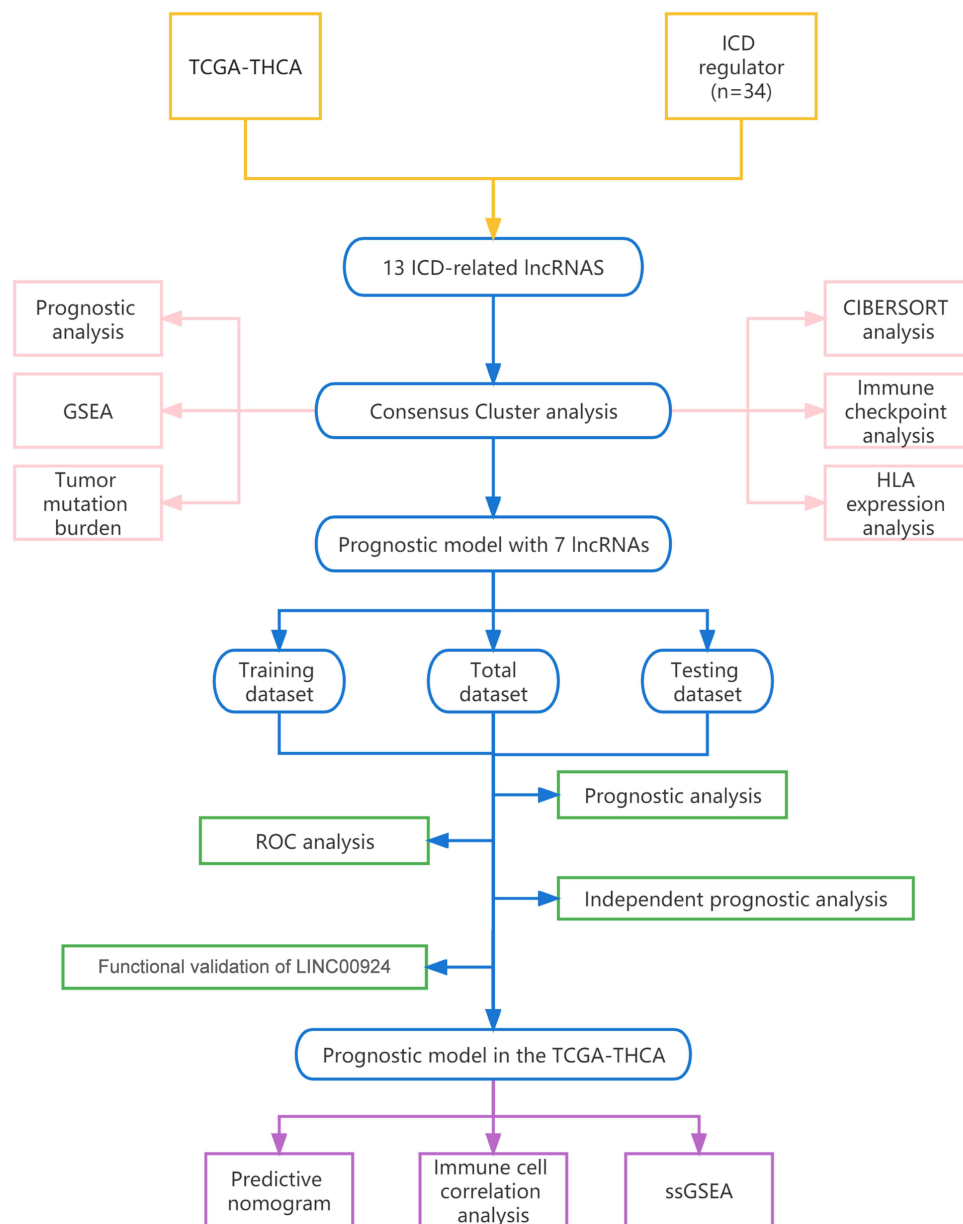 TCGA-THCA
ICD
regulator
(n=34)
13 ICD-related lncRNAS
Prognostic
analysis
CIBERSORT
analysis
GSEA
Consensus Cluster analysis
Immune
checkpoint
analysis
Tumor
mutation
burden
HLA
expression
analysis
Prognostic model with 7 lncRNAs
Training
dataset
Total
dataset
Testing
dataset
Prognostic analysis
ROC analysis
Independent prognostic analysis
Functional validation of LINC00924
Prognostic model in the TCGA-THCA
Predictive
nomogram
Immune cell
correlation
analysis
ssGSEA